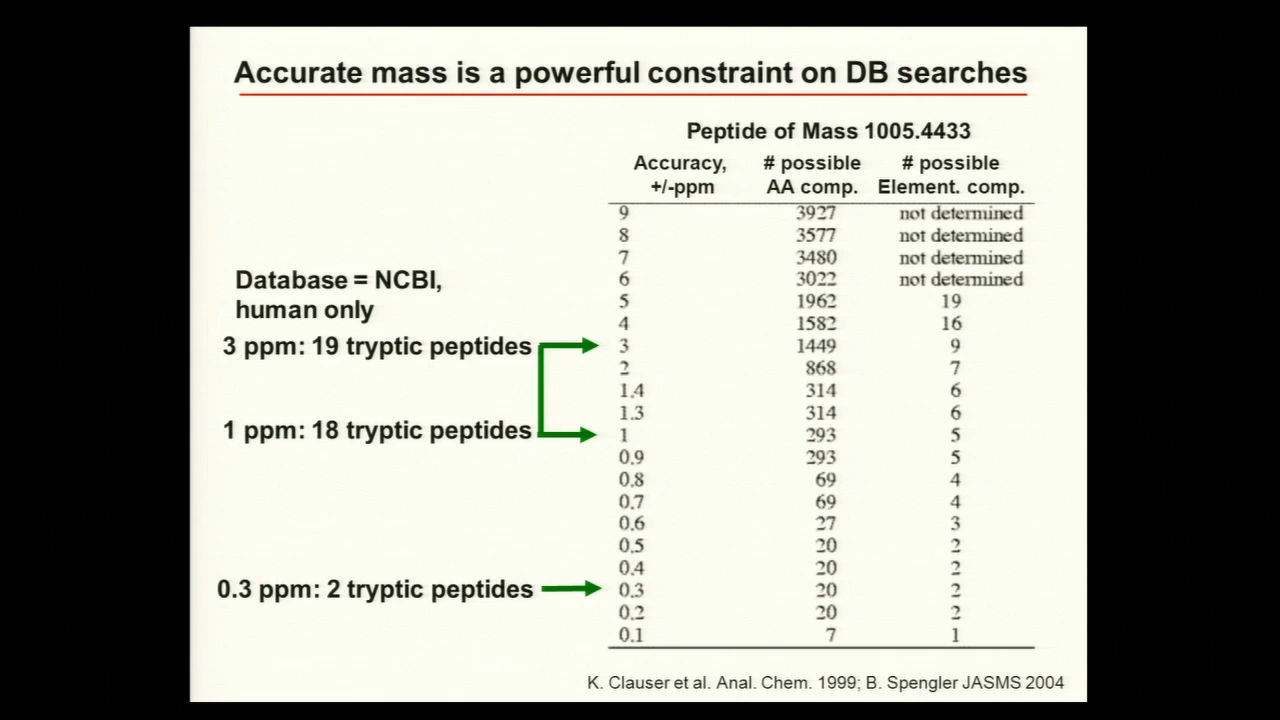 Accurate mass is a powerful constraint on DB searches
Peptide of Mass 1005.4433
Accuracy, # possible # possible
+/-ppm AA comp. Element. comp.
9 3927 not determined
8 3577 not determined
7 3480 not determined
6 3022 not determined
5 1962 19
4 1582 16
3 1449 9
2 868 7
1.4 314 6
1.3 314 6
1 293 5
0.9 293 5
0.8 69 4
0.7 69 4
0.6 27 3
0.5 20 2
0.4 20 2
0.3 20 2
0.2 20 2
0.1 7 1
Database = NCBI,
human only
3 ppm: 19 tryptic peptides
1 ppm: 18 tryptic peptides
0.3 ppm: 2 tryptic peptides
K. Clauser et al. Anal. Chem. 1999; B. Spengler JASMS 2004